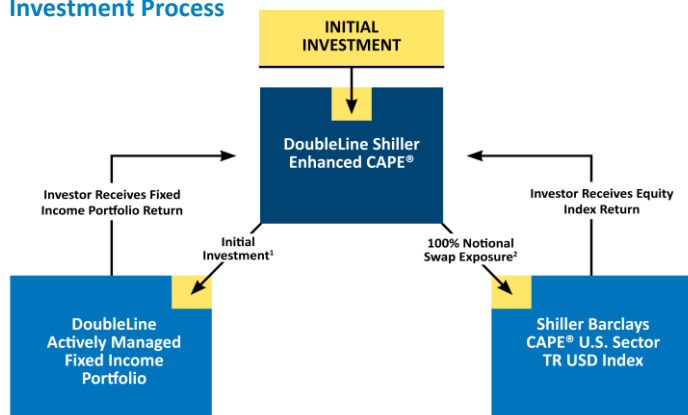 Investment Process
INITIAL
INVESTMENT
DoubleLine Shiller
Enhanced CAPE®
Investor Receives Fixed
Income Portfolio Return
Investor Receives Equity
Index Return
Initial
Investment¹
100% Notional
Swap Exposure²
DoubleLine
Actively Managed
Fixed Income
Portfolio
Shiller Barclays
CAPE® U.S. Sector
TR USD Index